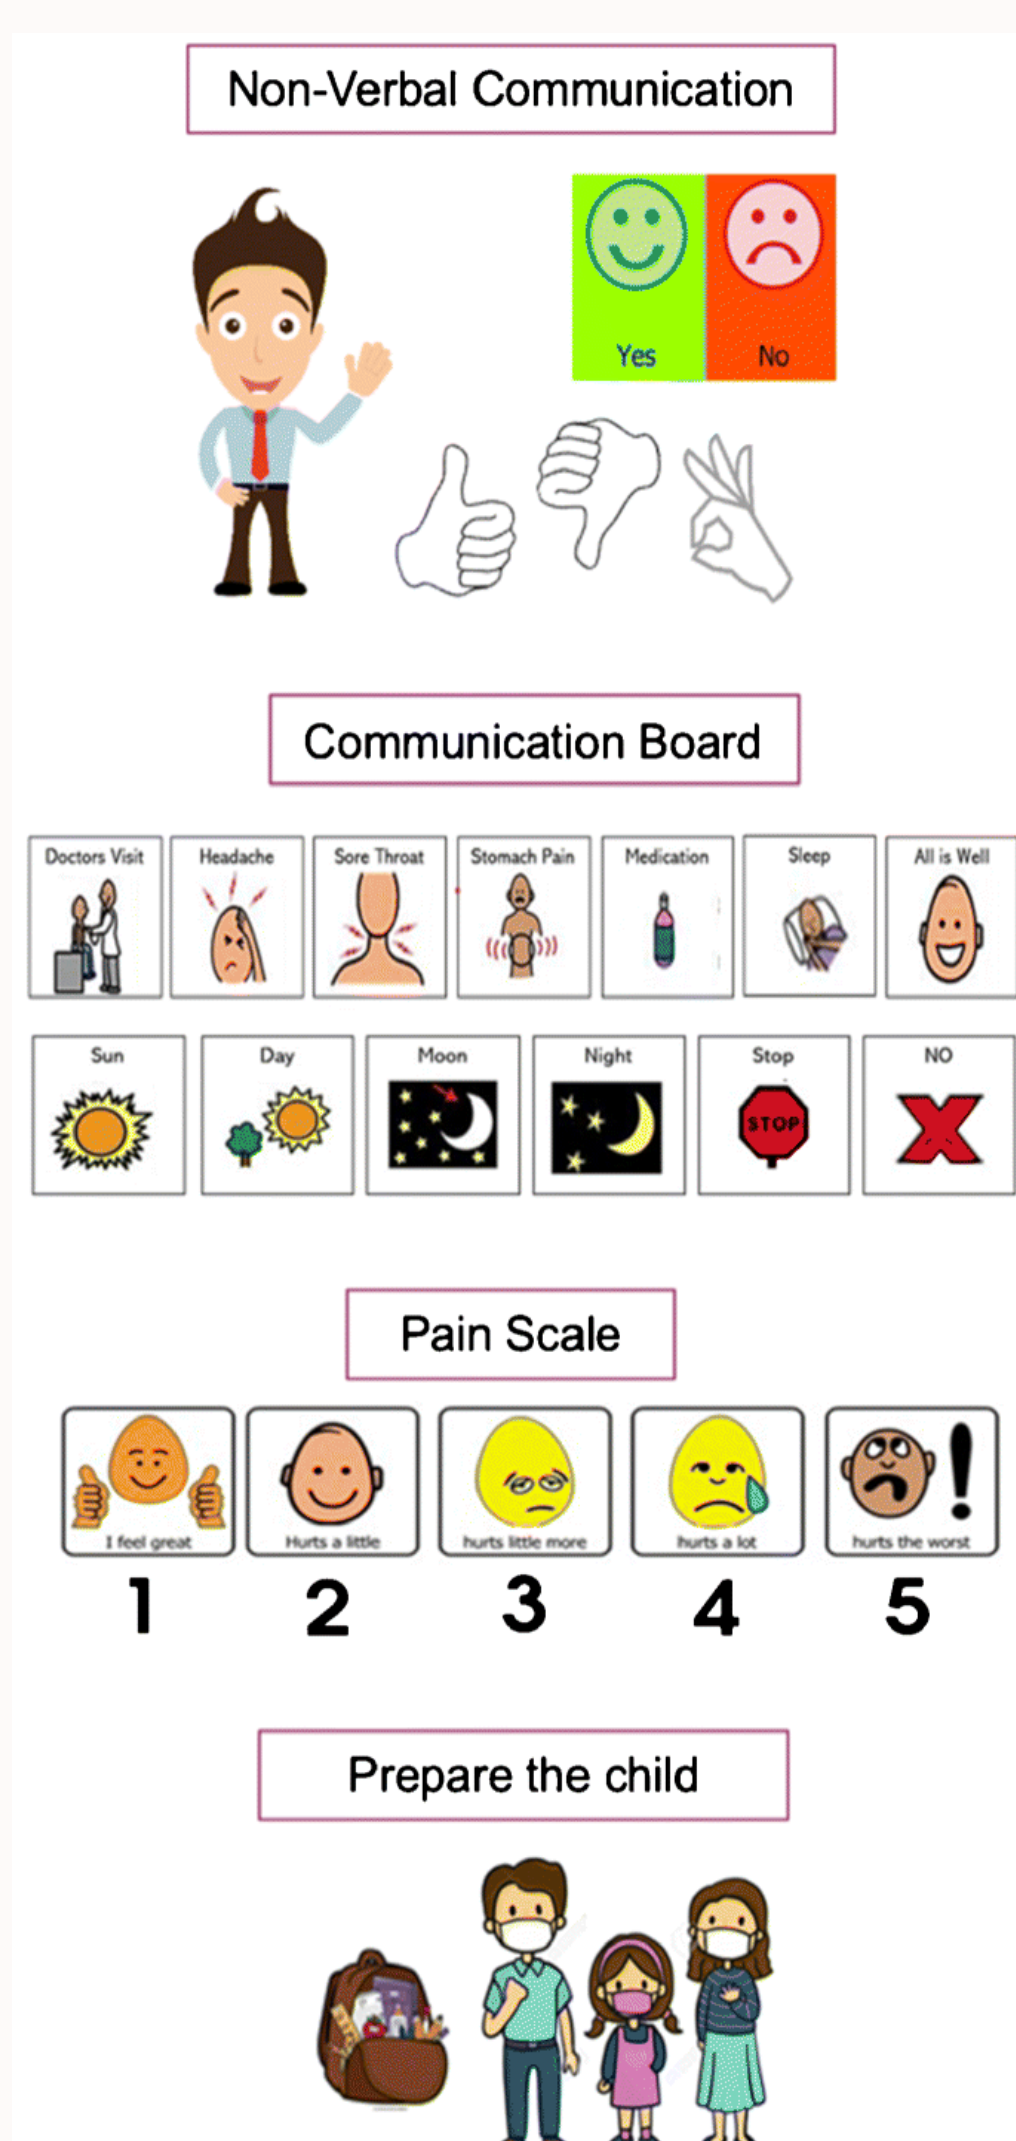 Non-Verbal Communication
Yes No
Communication Board
Doctors Visit Headache Sore Throat Stomach Pain Medication Sleep All is Well
Sun Day Moon Night Stop NO
STOP
Pain Scale
I feel great Hurts a little hurts little more hurts a lot hurts the worst
1 2 3 4 5
Prepare the child